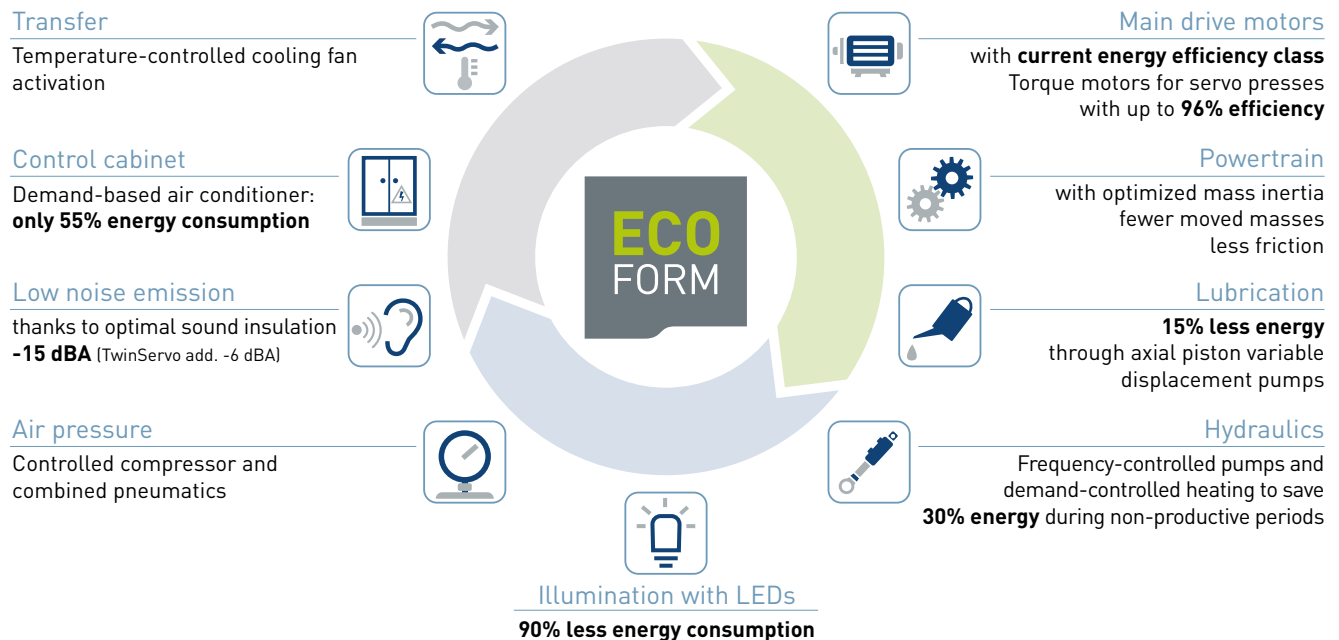 Transfer
Temperature-controlled cooling fan
activation
Control cabinet
Demand-based air conditioner:
only 55% energy consumption
Low noise emission
thanks to optimal sound insulation
-15 dBA (TwinServo add. -6 dBA)
Air pressure
Controlled compressor and
combined pneumatics
ECO
FORM
Main drive motors
with current energy efficiency class
Torque motors for servo presses
with up to 96% efficiency
Powertrain
with optimized mass inertia
fewer moved masses
less friction
Lubrication
15% less energy
through axial piston variable
displacement pumps
Hydraulics
Frequency-controlled pumps and
demand-controlled heating to save
30% energy during non-productive periods
Illumination with LEDs
90% less energy consumption